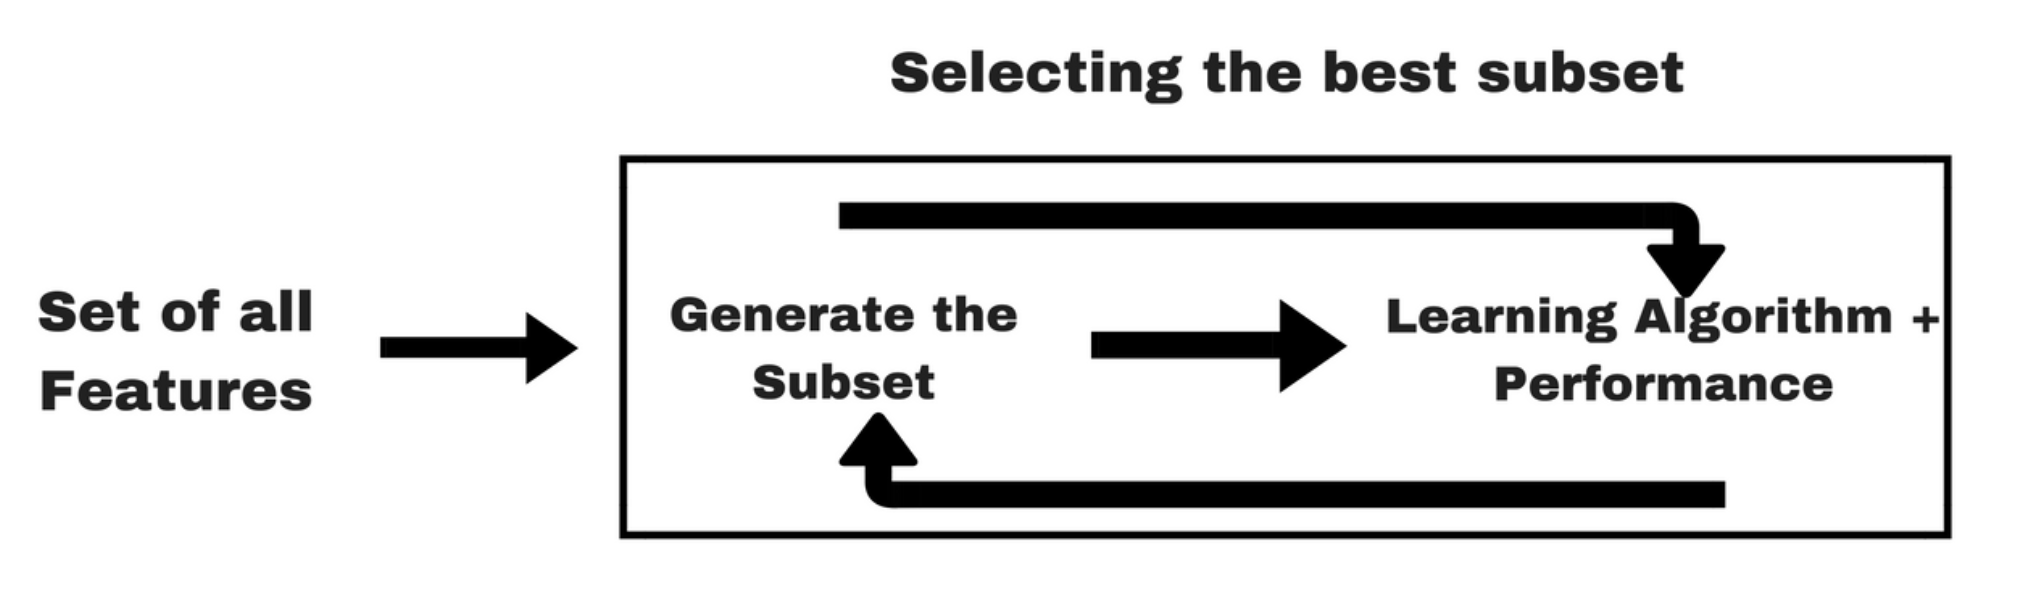 Selecting the best subset
Set of all
Features
Generate the
Subset
Learning Algorithm +
Performance